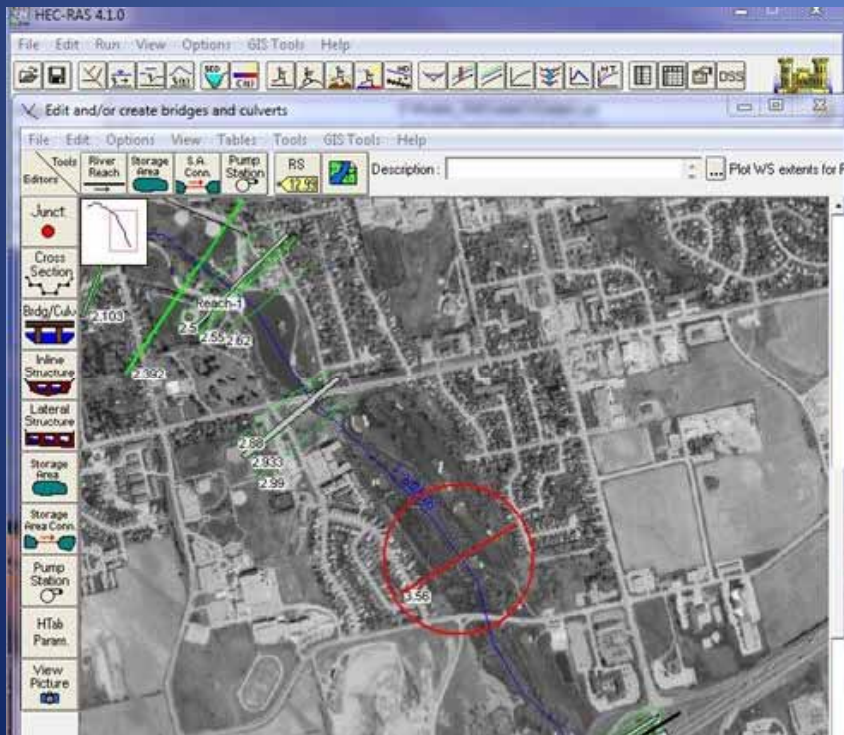 HEC-RAS 4.1.0
File Edit Run View Options GIS Tools Help
DSS
Edit and/or create bridges and culverts
File Edit Options View Tables Tools GIS Tools Help
Tools
Editors
River
Reach
Storage
Area
S.A.
Conn.
Pump
Station
RS
12.99
Description :
... Plot WS extents for P
Junct.
Cross
Section
Brdg/Culv
Inline
Structure
Lateral
Structure
Storage
Area
Storage
Area Conn.
Pump
Station
HTab
Param.
View
Picture
Reach-1
2.103
2.5
2.55
2.62
2.392
2.88
2.933
2.99
3.56